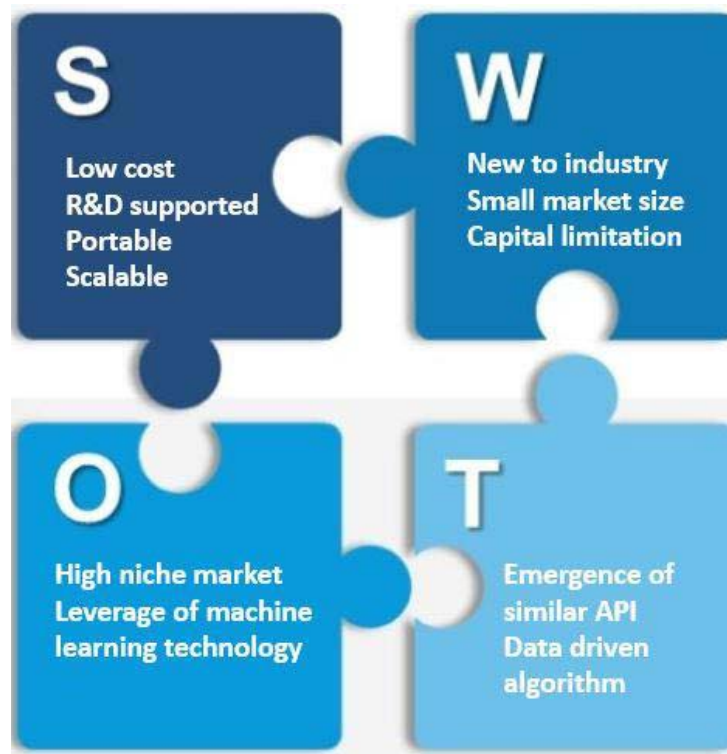 S
Low cost
R&D supported
Portable
Scalable
W
New to industry
Small market size
Capital limitation
O
High niche market
Leverage of machine
learning technology
T
Emergence of
similar API
Data driven
algorithm